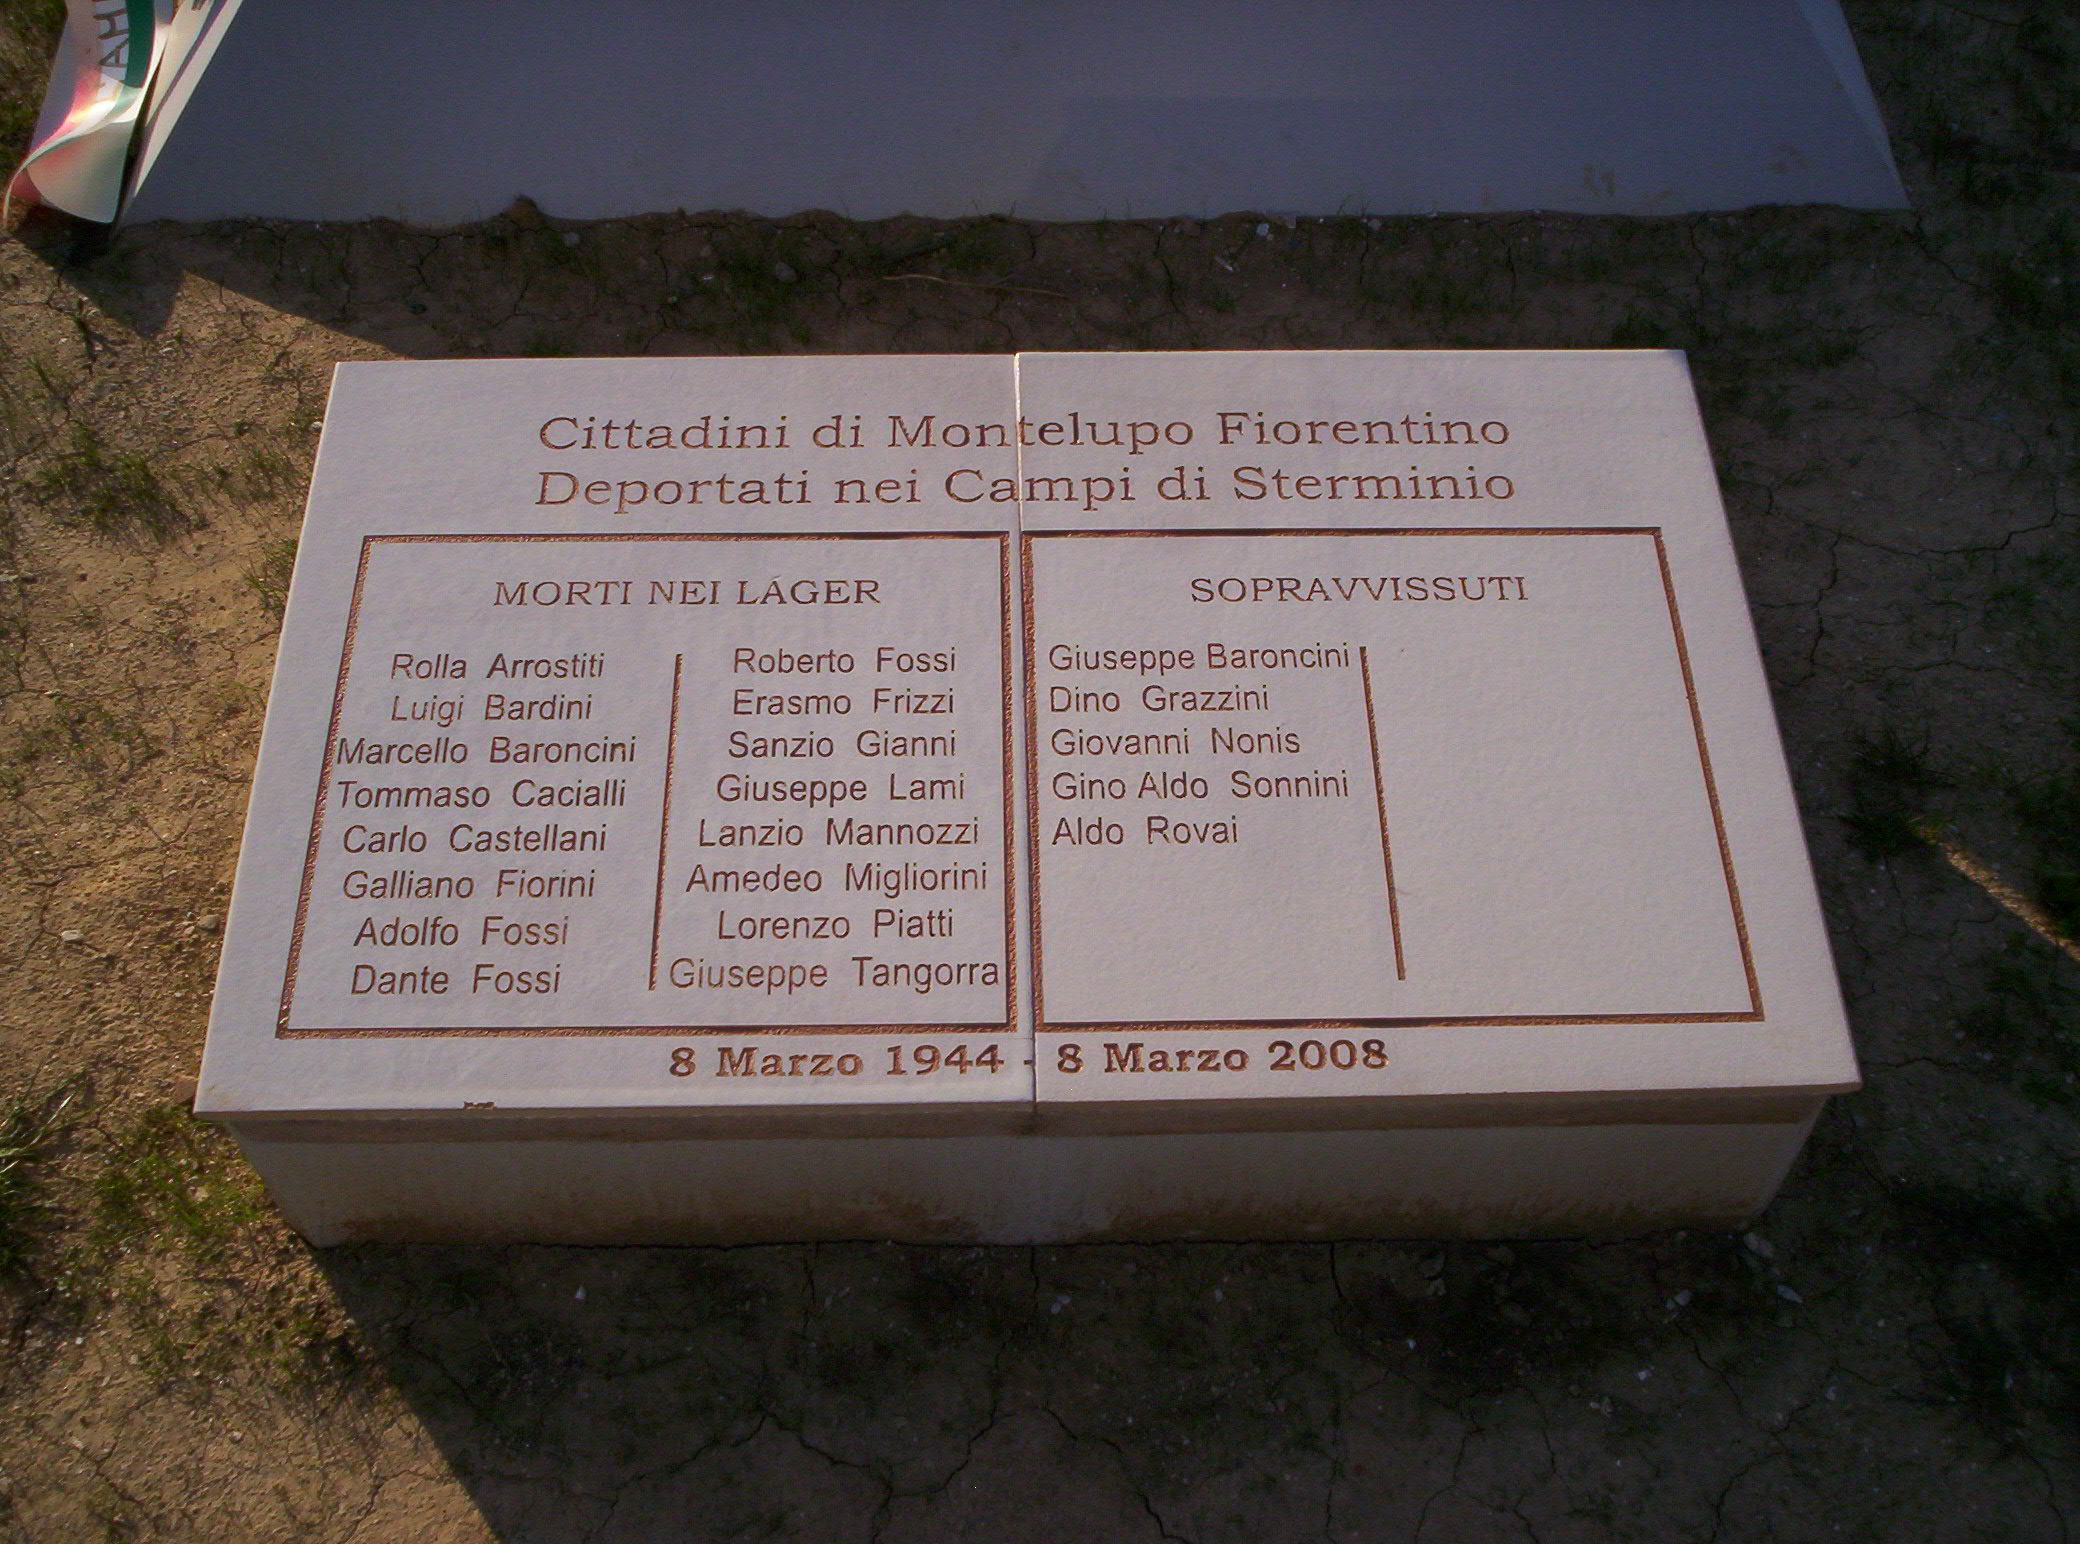 Cittadini di Montelupo Fiorentino
Deportati nei Campi di Sterminio
MORTI NEI LÁGER
Rolla Arrostiti
Luigi Bardini
Marcello Baroncini
Tommaso Cacialli
Carlo Castellani
Galliano Fiorini
Adolfo Fossi
Dante Fossi
Roberto Fossi
Erasmo Frizzi
Sanzio Gianni
Giuseppe Lami
Lanzio Mannozzi
Amedeo Migliorini
Lorenzo Piatti
Giuseppe Tangorra
SOPRAVVISSUTI
Giuseppe Baroncini
Dino Grazzini
Giovanni Nonis
Gino Aldo Sonnini
Aldo Rovai
8 Marzo 1944 - 8 Marzo 2008